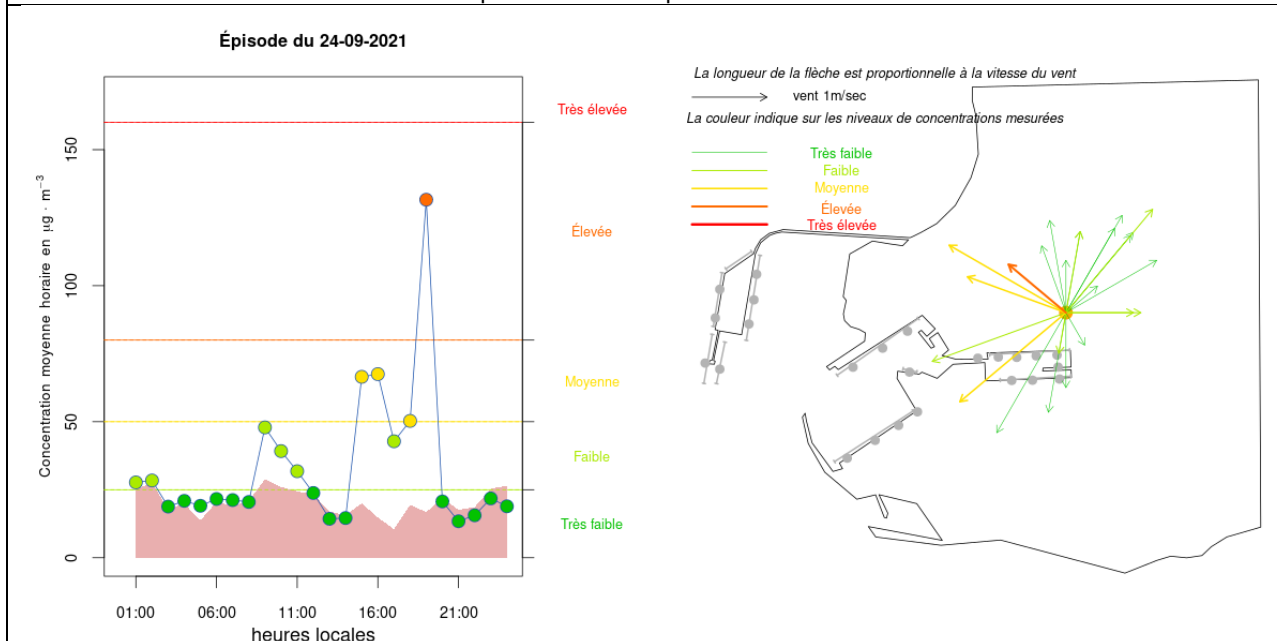 Épisode du 24-09-2021
Concentration moyenne horaire en µg · m⁻³
150
100
50
0
01:00
06:00
11:00
16:00
21:00
heures locales
Très élevée
Élevée
Moyenne
Faible
Très faible
La longueur de la flèche est proportionnelle à la vitesse du vent
vent 1m/sec
La couleur indique sur les niveaux de concentrations mesurées
Très faible
Faible
Moyenne
Élevée
Très élevée